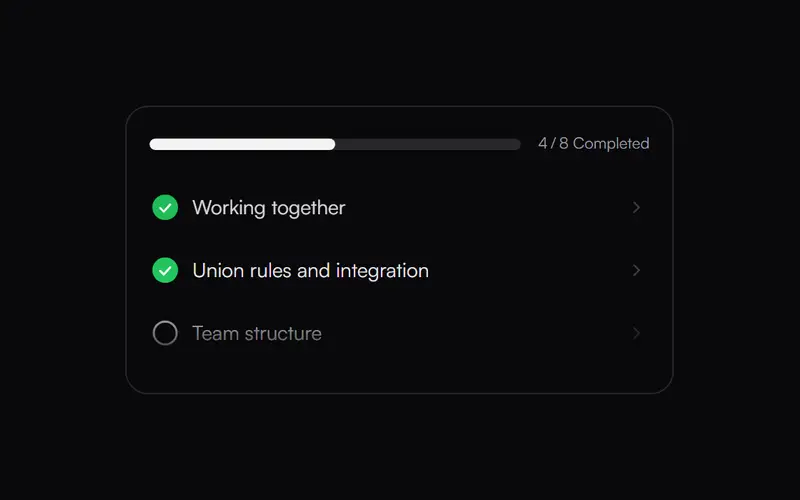 4 / 8 Completed
Working together
Union rules and integration
Team structure